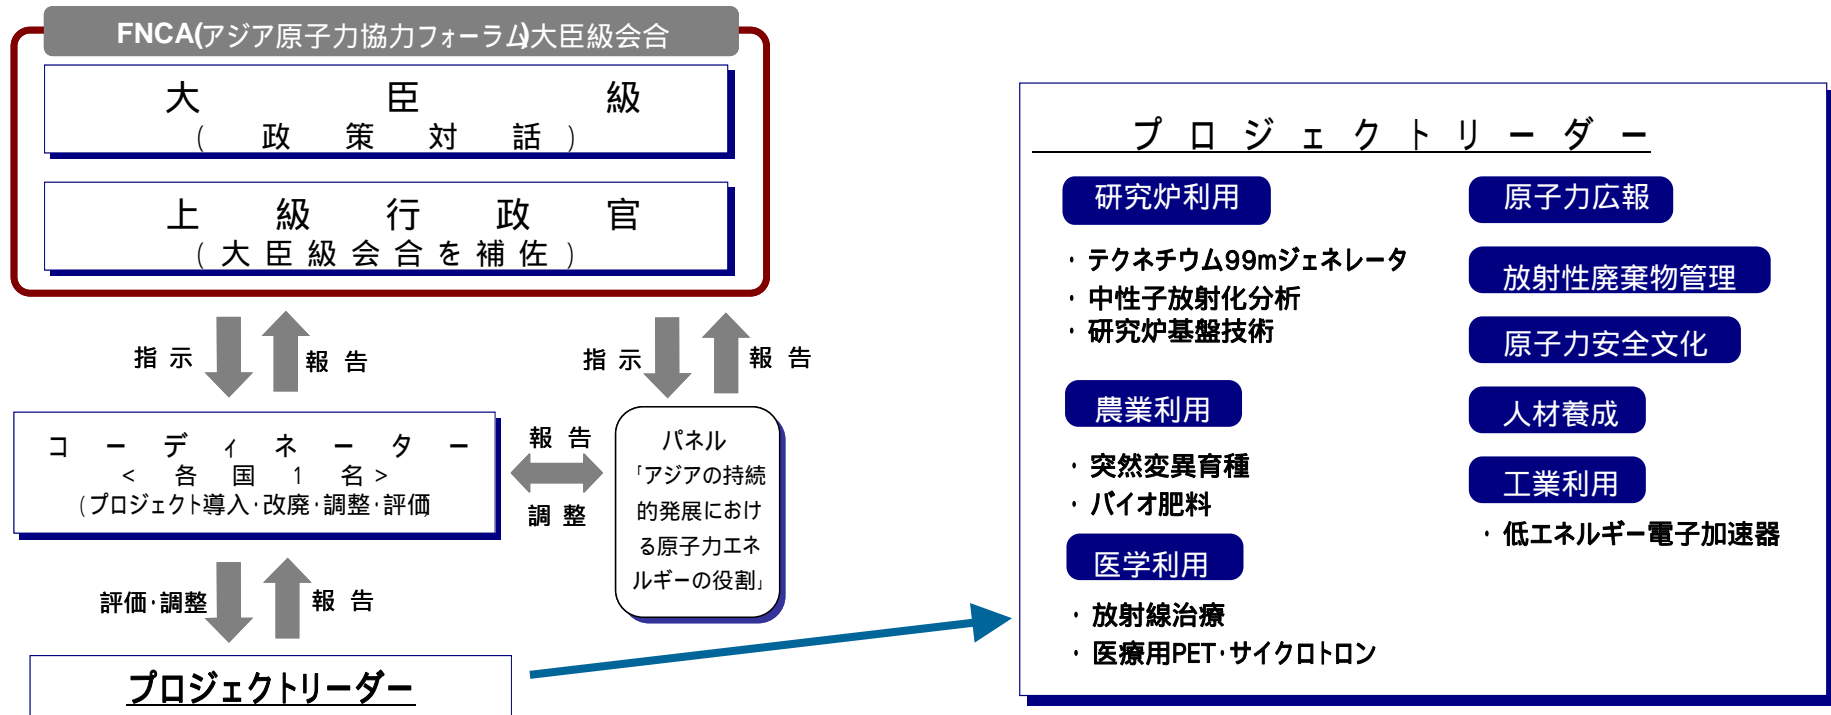 FNCA(アジア原子力協力フォーラム)大臣級会合
大臣級
(政策対話)
上級行政官
(大臣級会合を補佐)
指示
報告
指示
報告
コーディネーター
<各国1名>
(プロジェクト導入・改廃・調整・評価)
報告
調整
パネル
「アジアの持続
的発展におけ
る原子力エネ
ルギーの役割」
評価・調整
報告
プロジェクトリーダー
プロジェクトリーダー
研究炉利用
・テクネチウム99mジェネレータ
・中性子放射化分析
・研究炉基盤技術
農業利用
・突然変異育種
・バイオ肥料
医学利用
・放射線治療
・医療用PET・サイクロトロン
原子力広報
放射性廃棄物管理
原子力安全文化
人材養成
工業利用
・低エネルギー電子加速器